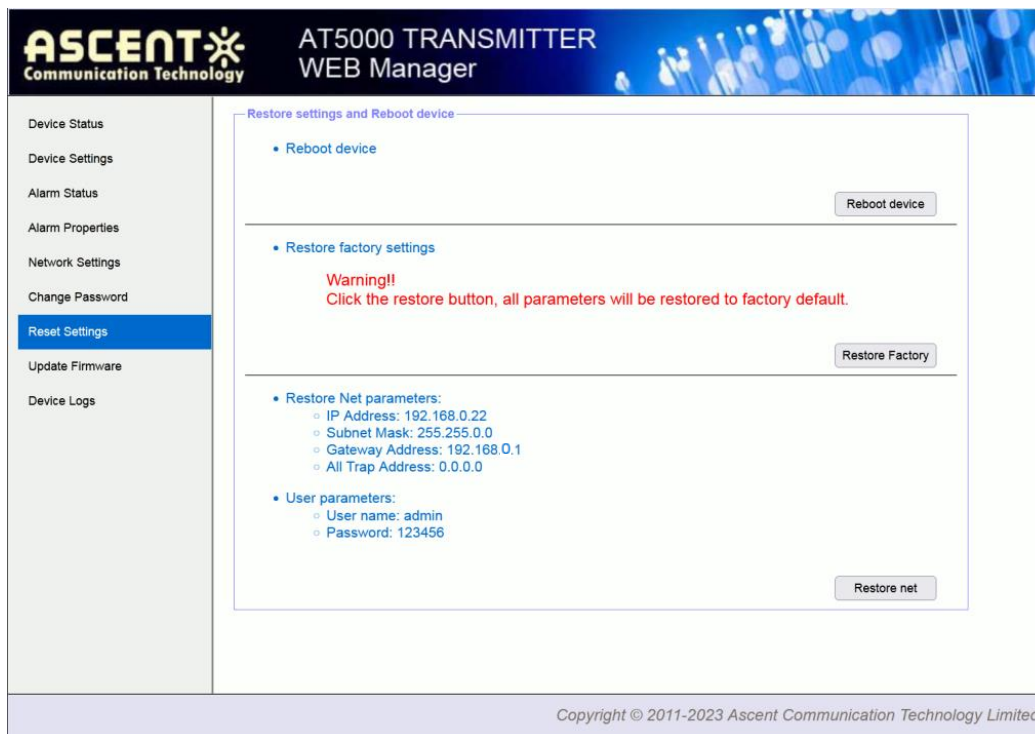 ASCENT
Communication Technology
AT5000 TRANSMITTER
WEB Manager
Device Status
Device Settings
Alarm Status
Alarm Properties
Network Settings
Change Password
Reset Settings
Update Firmware
Device Logs
Restore settings and Reboot device
Reboot device
Reboot device
Restore factory settings
Warning!!
Click the restore button, all parameters will be restored to factory default.
Restore Factory
Restore Net parameters:
IP Address: 192.168.0.22
Subnet Mask: 255.255.0.0
Gateway Address: 192.168.0.1
All Trap Address: 0.0.0.0
User parameters:
User name: admin
Password: 123456
Restore net
Copyright © 2011-2023 Ascent Communication Technology Limited